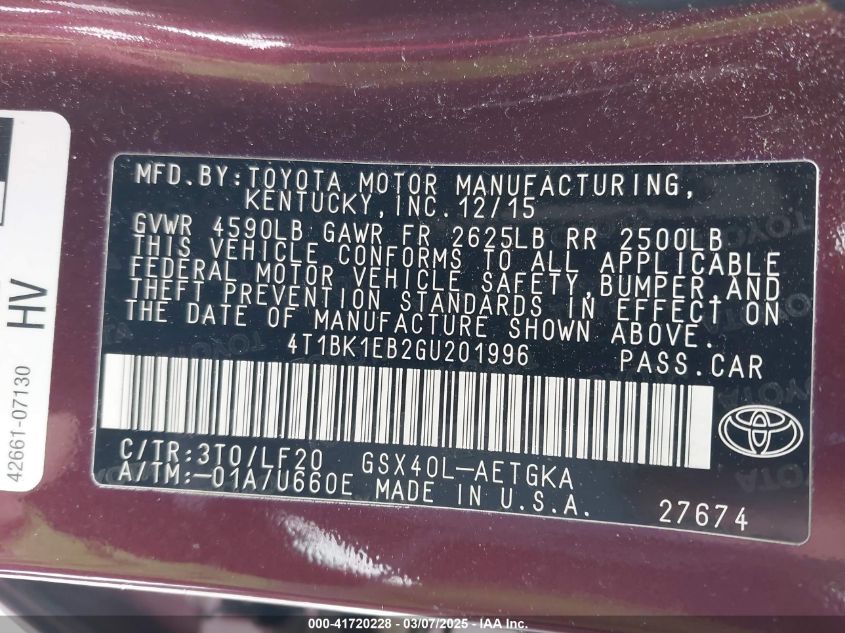 MFD.BY:TOYOTA MOTOR MANUFACTURING,
KENTUCKY,INC.12/15
GVWR 4590LB GAWR FR 2625LB RR 2500LB
THIS VEHICLE CONFORMS TO ALL APPLICABLE
FEDERAL MOTOR VEHICLE SAFETY,BUMPER,AND
THEFT PREVENTION STANDARDS IN EFFECT ON
THE DATE OF MANUFACTURE SHOWN ABOVE.
4T1BK1EB2GU201996 PASS.CAR
C/TR:3T0/LF20 GSX40L-AETGKA
A/TM:-01A/U660E MADE IN U.S.A.
27674
HV
42661-07130
000-41720228 - 03/07/2025 - IAAI.com